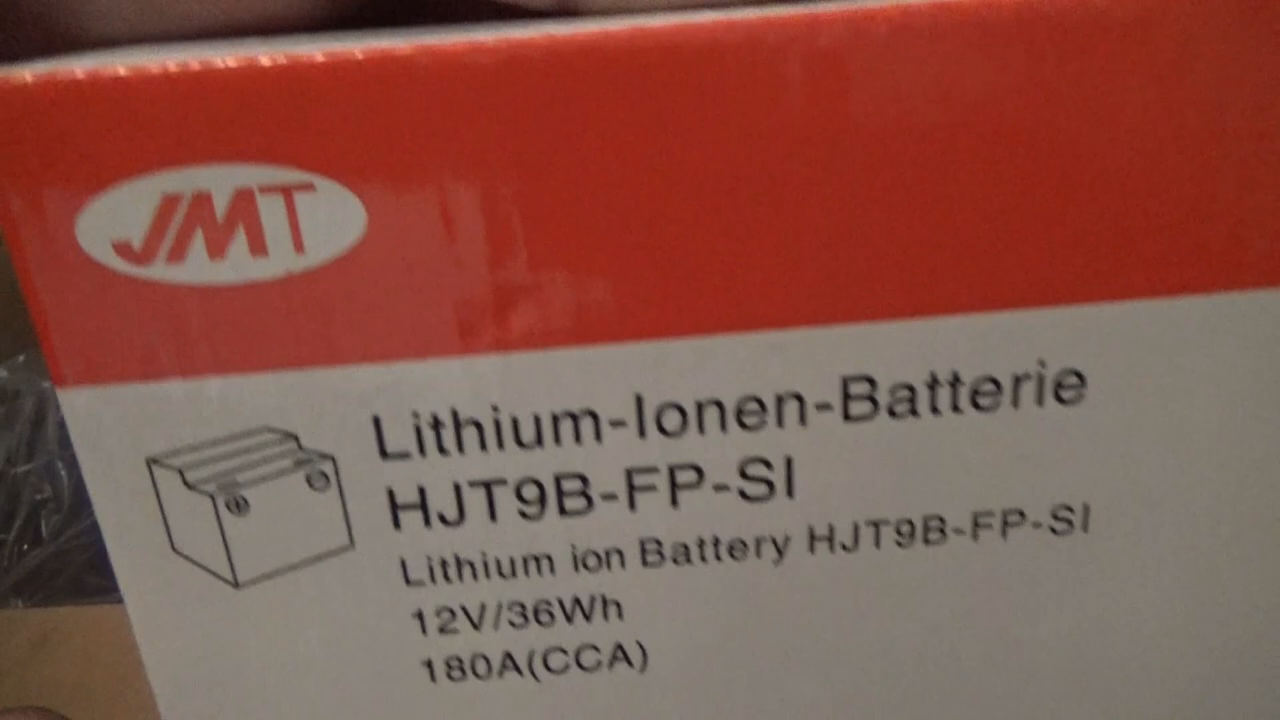 JMT
Lithium-Ionen-Batterie
HJT9B-FP-SI
Lithium ion Battery HJT9B-FP-SI
12V/36Wh
180A(CCA)